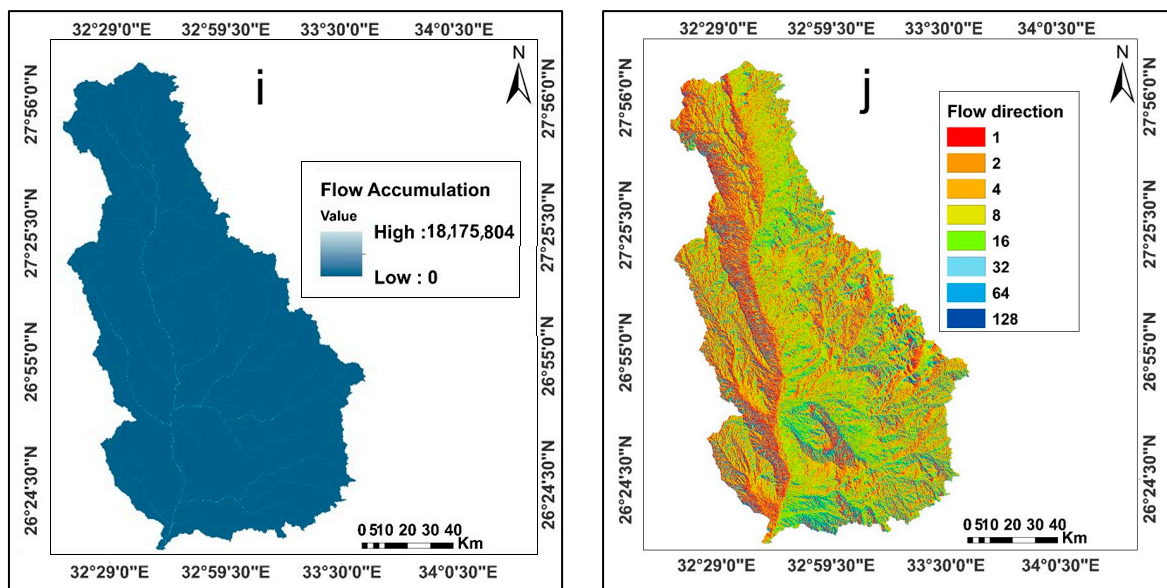 32°29'0"E 32°59'30"E 33°30'0"E 34°0'30"E
27°56'0"N
27°25'30"N
26°55'0"N
26°24'30"N
i
N
Flow Accumulation
Value
High :18,175,804
Low : 0
27°56'0"N
27°25'30"N
26°55'0"N
26°24'30"N
0 510 20 30 40
Km
32°29'0"E 32°59'30"E 33°30'0"E 34°0'30"E
32°29'0"E 32°59'30"E 33°30'0"E 34°0'30"E
27°56'0"N
27°25'30"N
26°55'0"N
26°24'30"N
j
N
Flow direction
1
2
4
8
16
32
64
128
27°56'0"N
27°25'30"N
26°55'0"N
26°24'30"N
0 510 20 30 40
Km
32°29'0"E 32°59'30"E 33°30'0"E 34°0'30"E